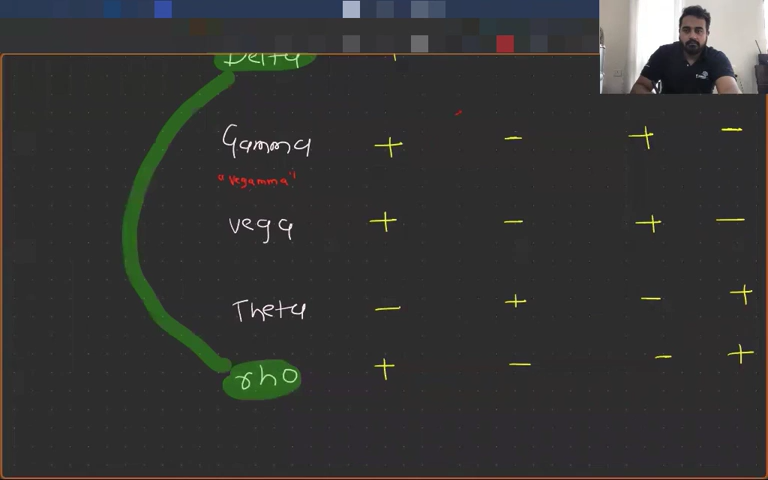 Delta +
Gamma + - + -
"vegamma"
vega + - + -
Theta - + - +
rho + - - +